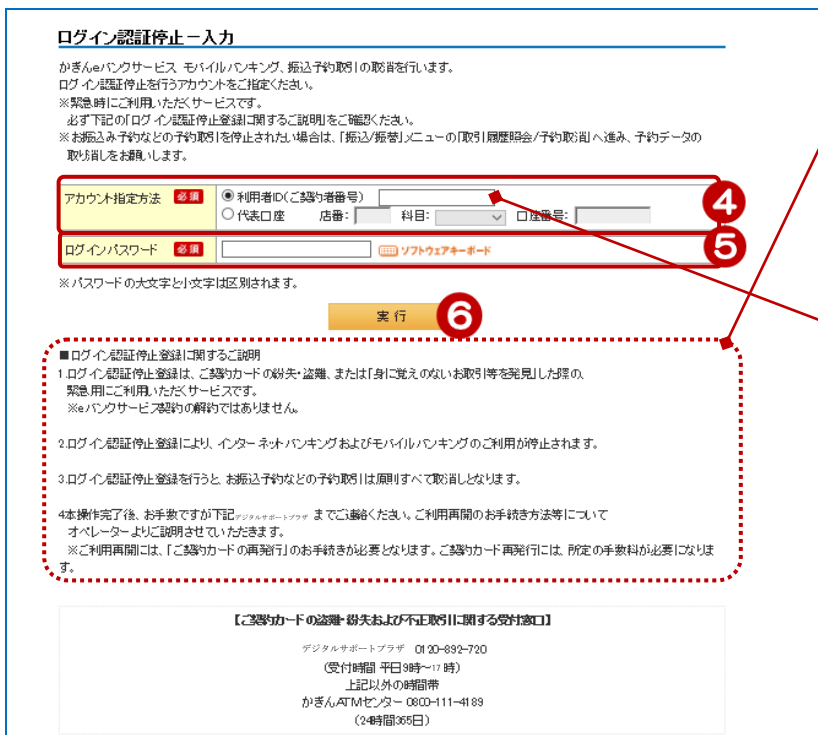 ログイン認証停止－入力
かぎんeバンクサービス モバイルバンキング、振込予約取引の取消を行います。
ログイン認証停止を行うアカウントをご指定ください。
※緊急時にご利用いただくサービスです。
必ず下記の「ログイン認証停止登録に関するご説明」をご確認ください。
※お振込み予約などの予約取引を停止されたい場合は、「振込/振替」メニューの「取引履歴照会/予約取消」へ進み、予約データの
取り消しをお願いします。
アカウント指定方法 必須 利用者ID(ご契約者番号) 4
代表口座 店番: 科目: 口座番号:
ログインパスワード 必須 ソフトウェアキーボード 5
※パスワードの大文字と小文字は区別されます。
実行 6
■ログイン認証停止登録に関するご説明
1.ログイン認証停止登録は、ご契約カードの紛失・盗難、または「身に覚えのないお取引等を発見」した際の、
緊急用にご利用いただくサービスです。
※eバンクサービス契約の解約ではありません。
2.ログイン認証停止登録により、インターネットバンキングおよびモバイルバンキングのご利用が停止されます。
3.ログイン認証停止登録を行うと、お振込予約などの予約取引は原則すべて取消しとなります。
4本操作完了後、お手数ですが下記デジタルサポートプラザ までご連絡ください。ご利用再開のお手続き方法等について
オペレーターよりご説明させていただきます。
※ご利用再開には、「ご契約カードの再発行」のお手続きが必要となります。ご契約カード再発行には、所定の手数料が必要になりま
す。
【ご契約カードの盗難・紛失および不正取引に関する受付窓口】
デジタルサポートプラザ 0120-892-720
(受付時間 平日9時～17時)
上記以外の時間帯
かぎんATMセンター 0800-111-4189
(24時間365日)